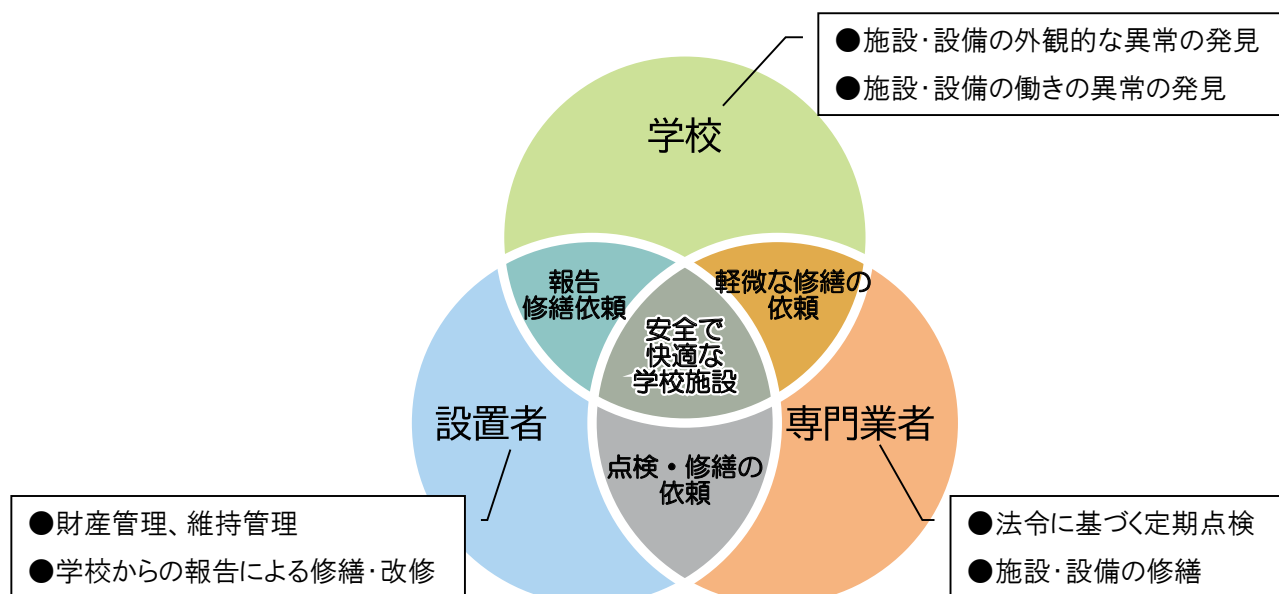 ●施設・設備の外観的な異常の発見
●施設・設備の働きの異常の発見
学校
報告
修繕依頼
軽微な修繕の
依頼
安全で
快適な
学校施設
設置者
専門業者
点検・修繕の
依頼
●財産管理、維持管理
●学校からの報告による修繕・改修
●法令に基づく定期点検
●施設・設備の修繕